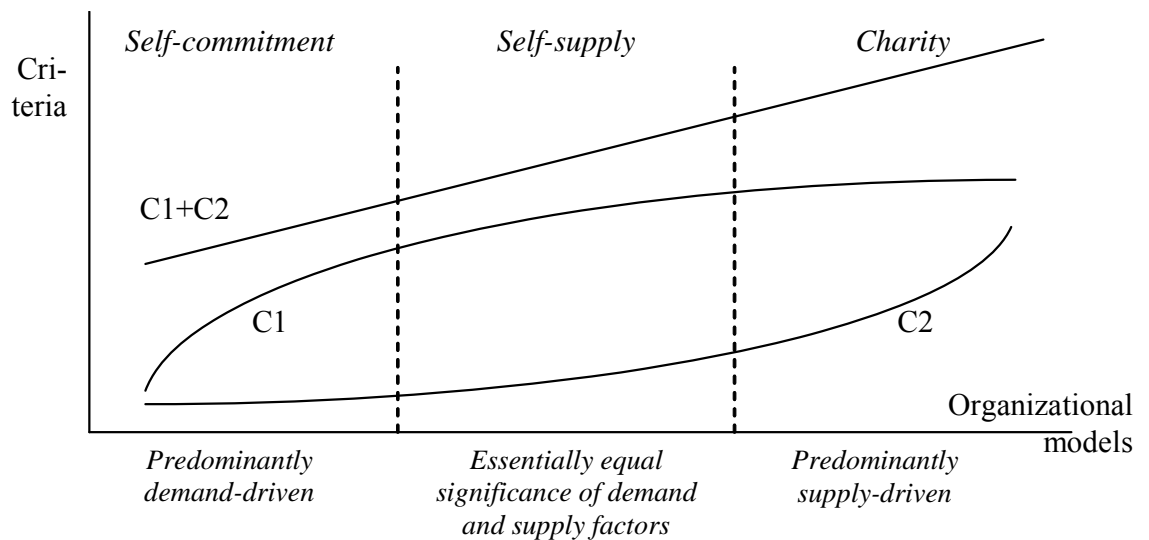 Self-commitment
Self-supply
Charity
Cri-
teria
C1+C2
C1
C2
Organizational
models
Predominantly
demand-driven
Essentially equal
significance of demand
and supply factors
Predominantly
supply-driven